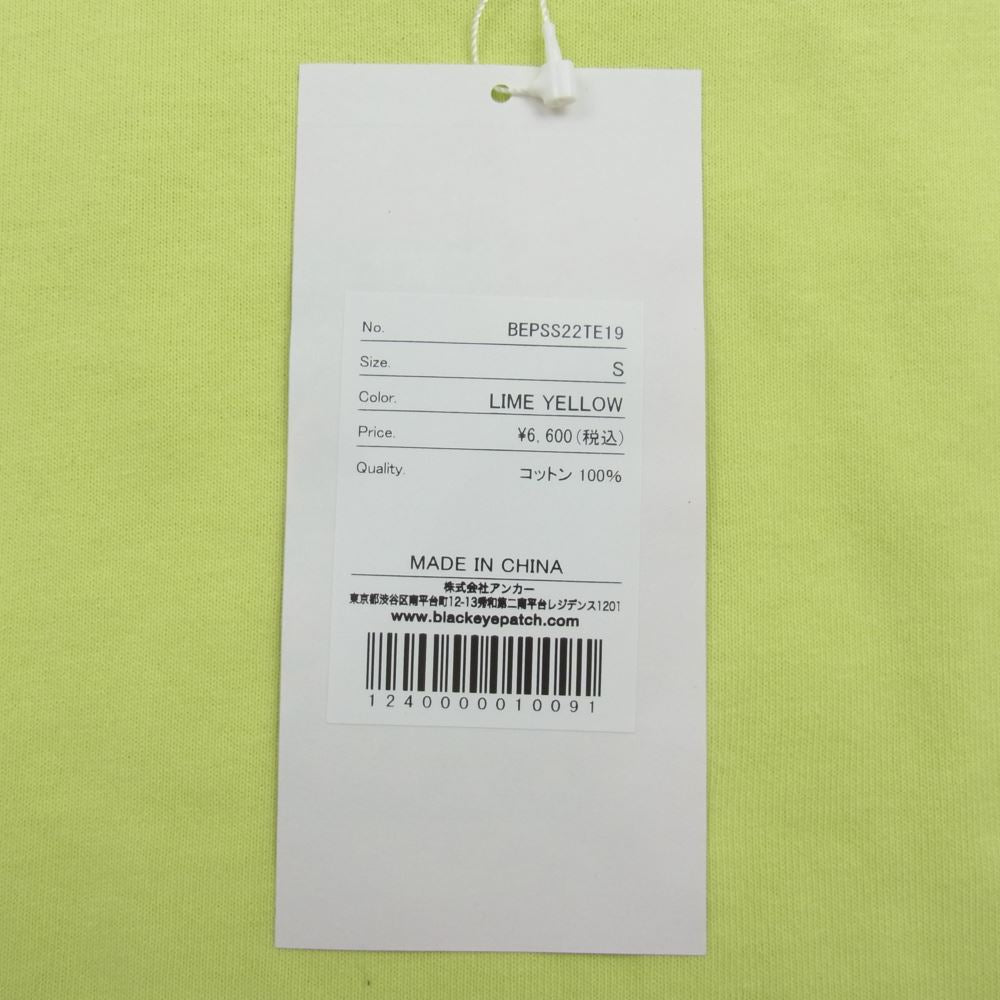 No. BEPSS22TE19
Size. S
Color. LIME YELLOW
Price. ¥6,600(税込)
Quality. コットン 100%
MADE IN CHINA
株式会社アンカー
東京都渋谷区南平台町12-13秀和第二南平台レジデンス1201
www.blackeyepatch.com
1240000010091